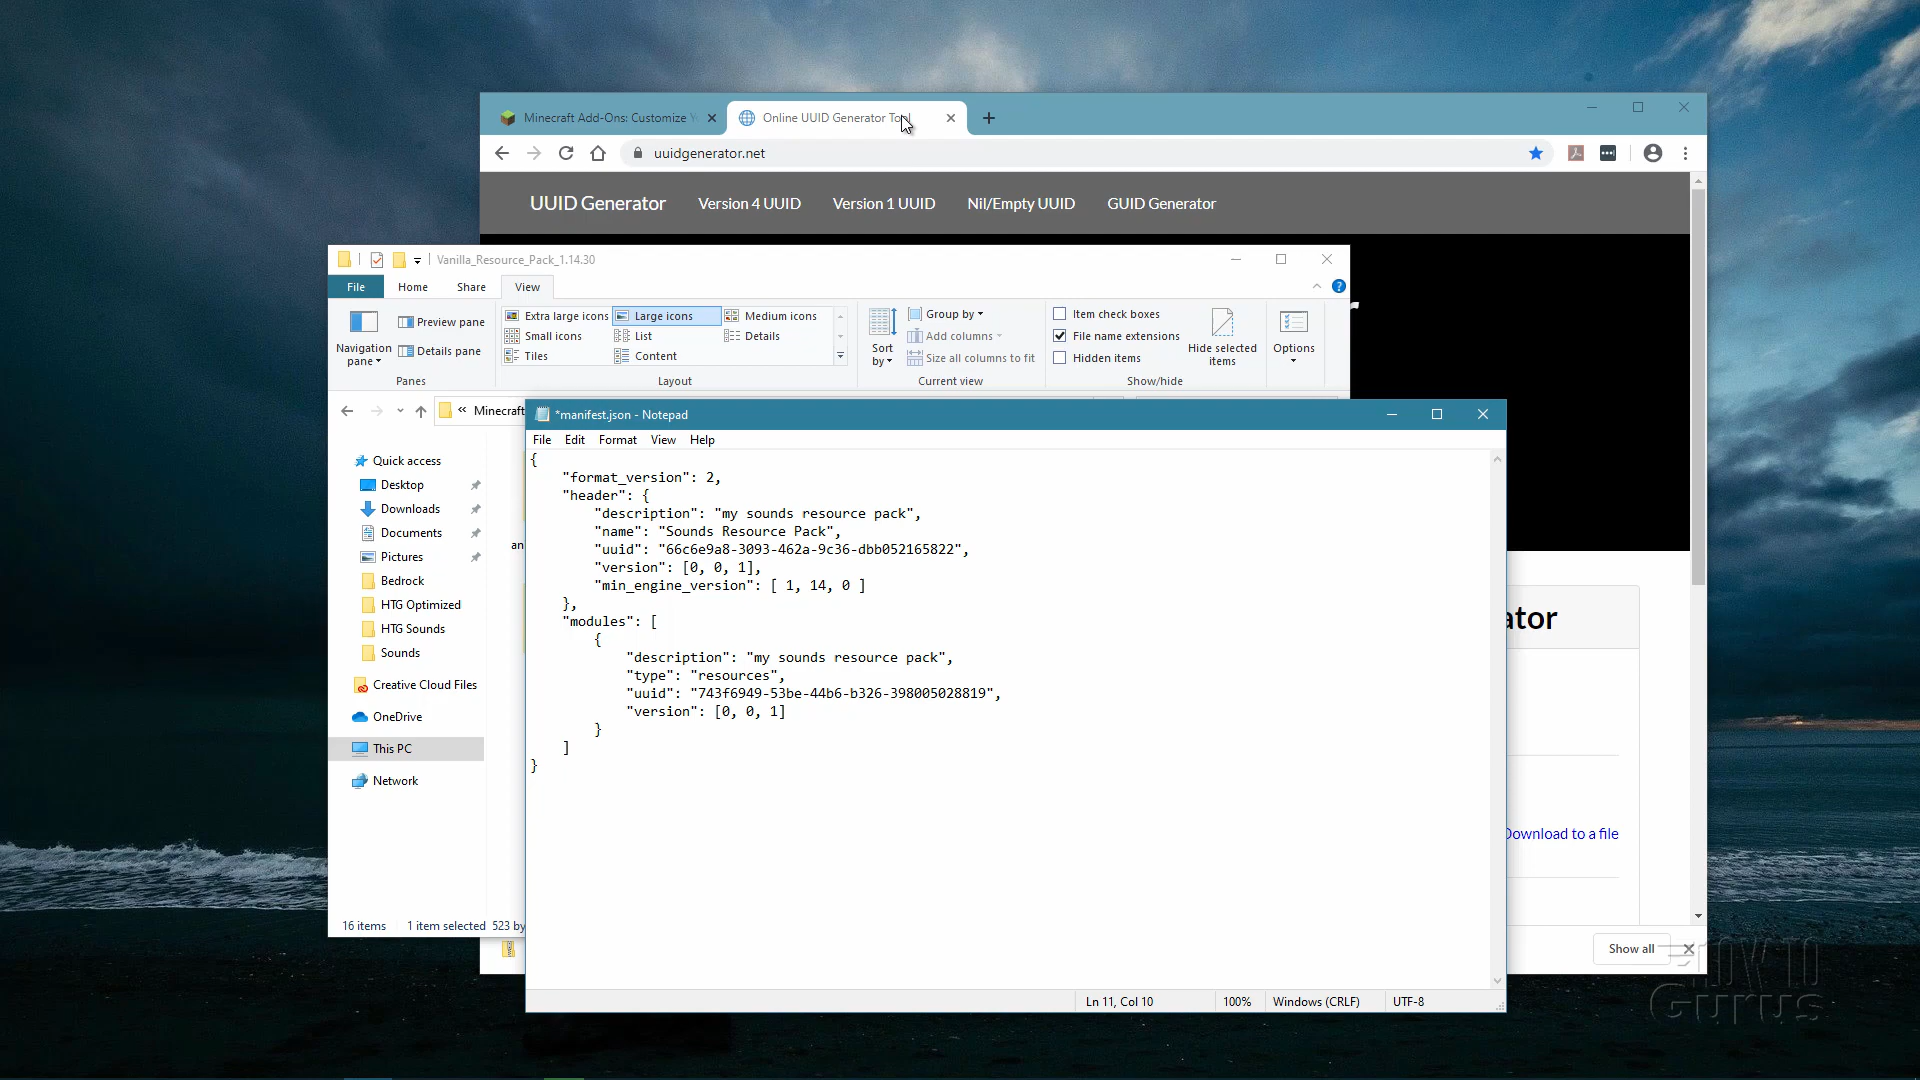 Minecraft Add-Ons: Customize
Online UUID Generator
uuidgenerator.net
UUID Generator
Version 4 UUID
Version 1 UUID
Nil/Empty UUID
GUID Generator
Vanilla_Resource_Pack_1.14.30
File
Home
Share
View
Navigation pane
Preview pane
Details pane
Panes
Extra large icons
Large icons
Medium icons
Small icons
List
Details
Tiles
Content
Layout
Sort by
Group by
Add columns
Size all columns to fit
Current view
Item check boxes
File name extensions
Hidden items
Hide selected items
Show/hide
Options
« Minecraft
Quick access
Desktop
Downloads
Documents
Pictures
Bedrock
HTG Optimized
HTG Sounds
Sounds
Creative Cloud Files
OneDrive
This PC
Network
an
16 items
1 item selected
523 by
*manifest.json - Notepad
File
Edit
Format
View
Help
{
"format_version": 2,
"header": {
"description": "my sounds resource pack",
"name": "Sounds Resource Pack",
"uuid": "66c6e9a8-3093-462a-9c36-dbb052165822",
"version": [0, 0, 1],
"min_engine_version": [ 1, 14, 0 ]
},
"modules": [
{
"description": "my sounds resource pack",
"type": "resources",
"uuid": "743f6949-53be-44b6-b326-398005028819",
"version": [0, 0, 1]
}
]
}
Ln 11, Col 10
100%
Windows (CRLF)
UTF-8
ator
Download to a file
Show all
HOWTO
Gurus